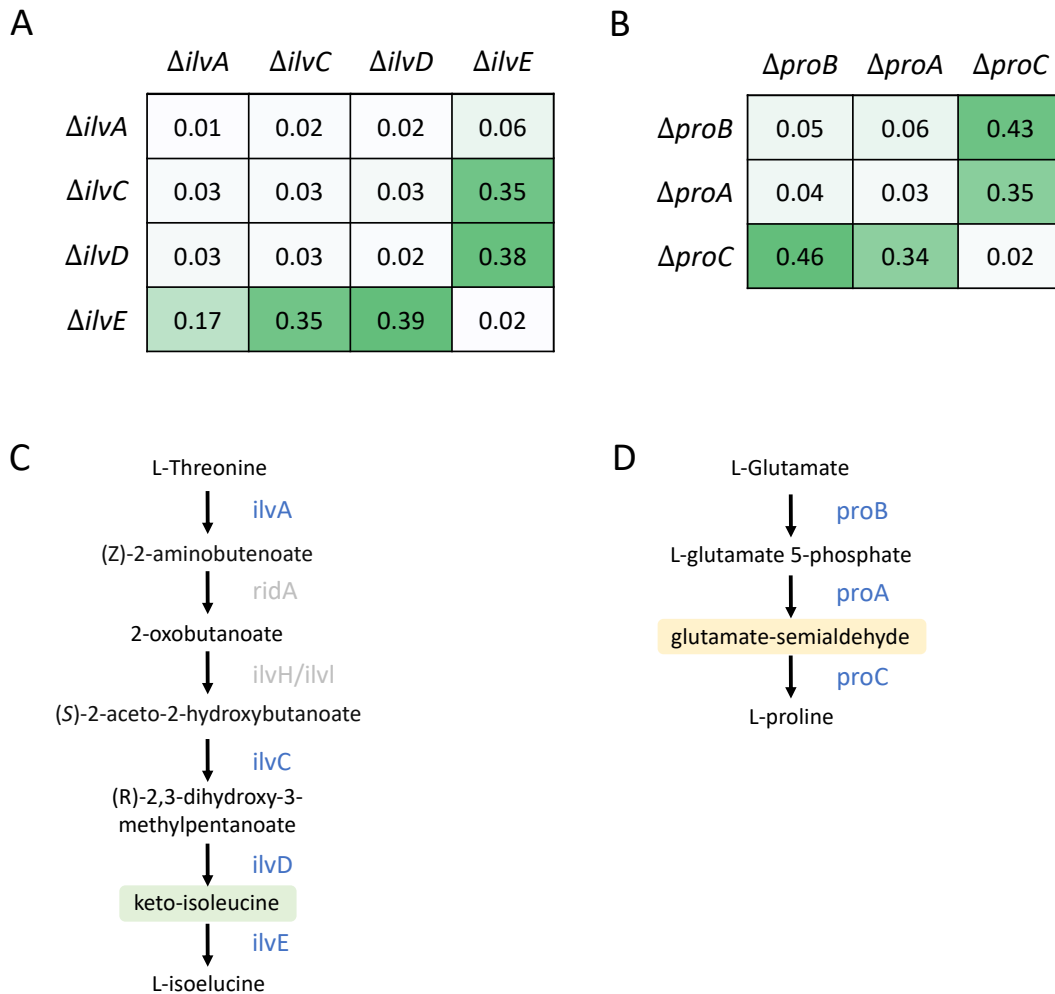 A
ΔilvA ΔilvC ΔilvD ΔilvE
ΔilvA 0.01 0.02 0.02 0.06
ΔilvC 0.03 0.03 0.03 0.35
ΔilvD 0.03 0.03 0.02 0.38
ΔilvE 0.17 0.35 0.39 0.02
B
ΔproB ΔproA ΔproC
ΔproB 0.05 0.06 0.43
ΔproA 0.04 0.03 0.35
ΔproC 0.46 0.34 0.02
C
L-Threonine
ilvA
(Z)-2-aminobutenoate
ridA
2-oxobutanoate
ilvH/ilvl
(S)-2-aceto-2-hydroxybutanoate
ilvC
(R)-2,3-dihydroxy-3-
methylpentanoate
ilvD
keto-isoleucine
ilvE
L-isoelucine
D
L-Glutamate
proB
L-glutamate 5-phosphate
proA
glutamate-semialdehyde
proC
L-proline